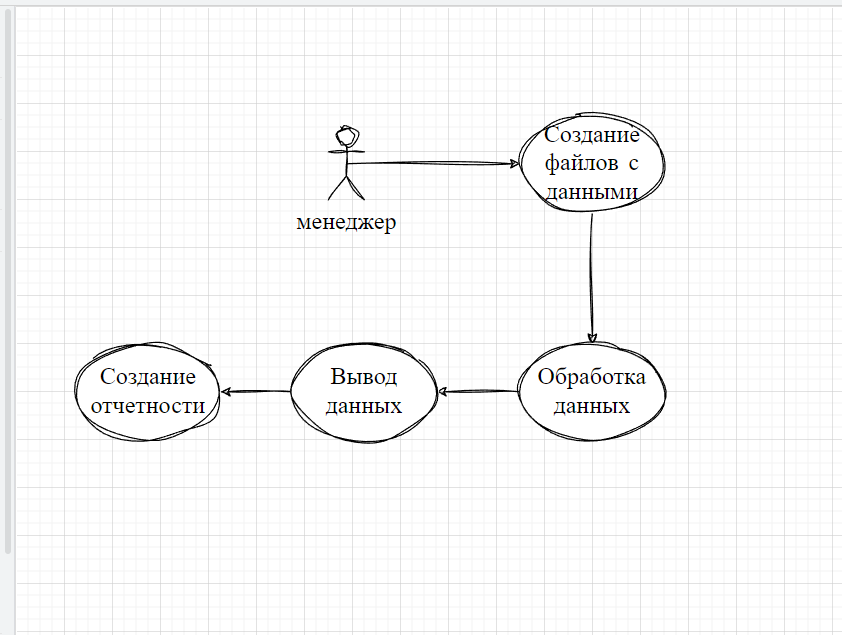 Создание
файлов с
данными
менеджер
Создание
отчетности
Вывод
данных
Обработка
данных